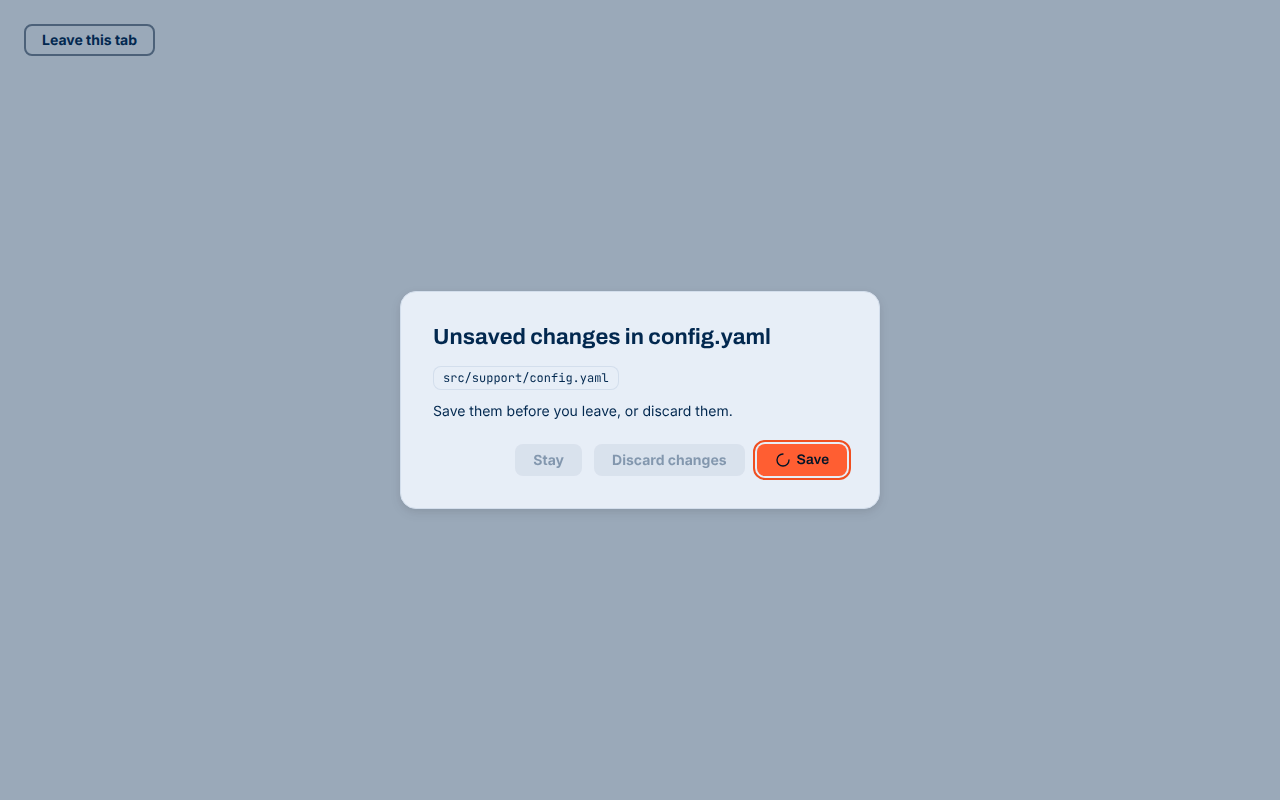 Leave this tab
Unsaved changes in config.yaml
src/support/config.yaml
Save them before you leave, or discard them.
Stay
Discard changes
Save